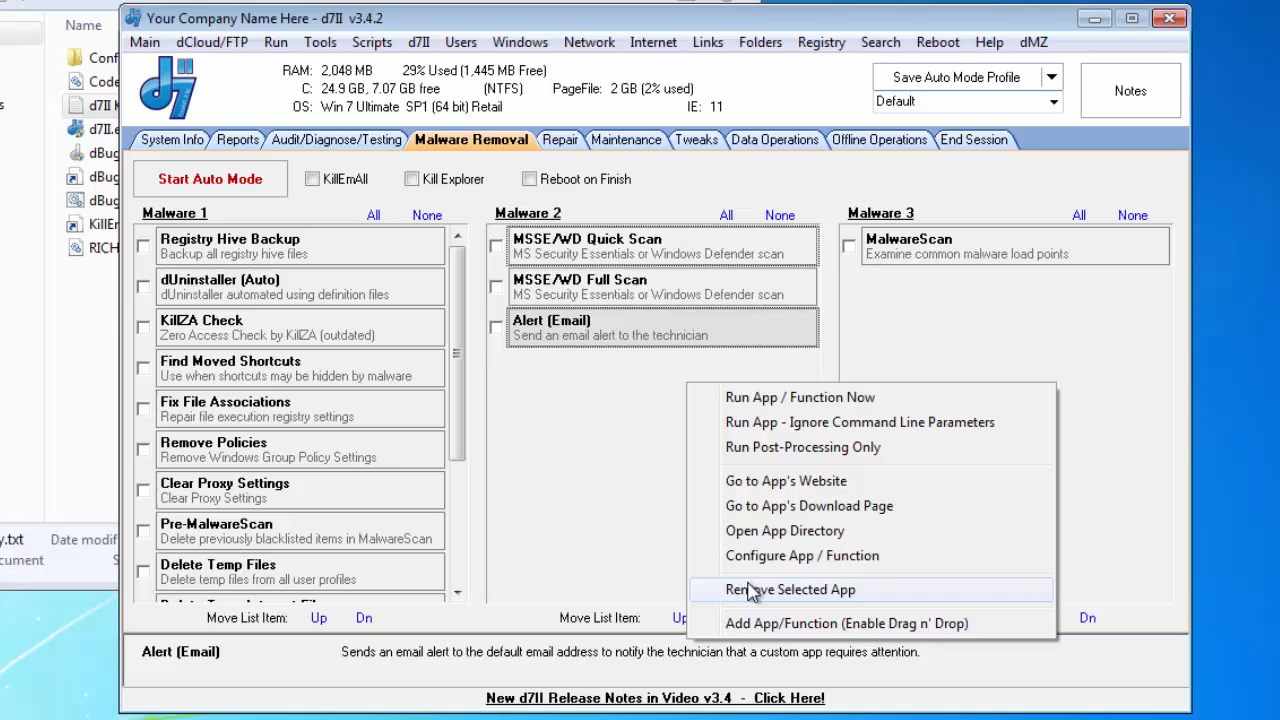 Name
Conf
Code
d7II K
d7II.e
dBug
dBug
KillEm
RICH
y.txt
Date modif
cument
Your Company Name Here - d7II v3.4.2
Main dCloud/FTP Run Tools Scripts d7II Users Windows Network Internet Links Folders Registry Search Reboot Help dMZ
d7
RAM: 2,048 MB 29% Used (1,445 MB Free)
C: 24.9 GB, 7.07 GB free (NTFS) PageFile: 2 GB (2% used)
OS: Win 7 Ultimate SP1 (64 bit) Retail IE: 11
Save Auto Mode Profile
Default
Notes
System Info Reports Audit/Diagnose/Testing Malware Removal Repair Maintenance Tweaks Data Operations Offline Operations End Session
Start Auto Mode KillEmAll Kill Explorer Reboot on Finish
Malware 1 All None
Registry Hive Backup
Backup all registry hive files
dUninstaller (Auto)
dUninstaller automated using definition files
KillZA Check
Zero Access Check by KillZA (outdated)
Find Moved Shortcuts
Use when shortcuts may be hidden by malware
Fix File Associations
Repair file execution registry settings
Remove Policies
Remove Windows Group Policy Settings
Clear Proxy Settings
Clear Proxy Settings
Pre-MalwareScan
Delete previously blacklisted items in MalwareScan
Delete Temp Files
Delete temp files from all user profiles
Move List Item: Up Dn
Malware 2 All None
MSSE/WD Quick Scan
MS Security Essentials or Windows Defender scan
MSSE/WD Full Scan
MS Security Essentials or Windows Defender scan
Alert (Email)
Send an email alert to the technician
Move List Item: Up
Malware 3 All None
MalwareScan
Examine common malware load points
Dn
Run App / Function Now
Run App - Ignore Command Line Parameters
Run Post-Processing Only
Go to App's Website
Go to App's Download Page
Open App Directory
Configure App / Function
Remove Selected App
Add App/Function (Enable Drag n' Drop)
Alert (Email) Sends an email alert to the default email address to notify the technician that a custom app requires attention.
New d7II Release Notes in Video v3.4 - Click Here!